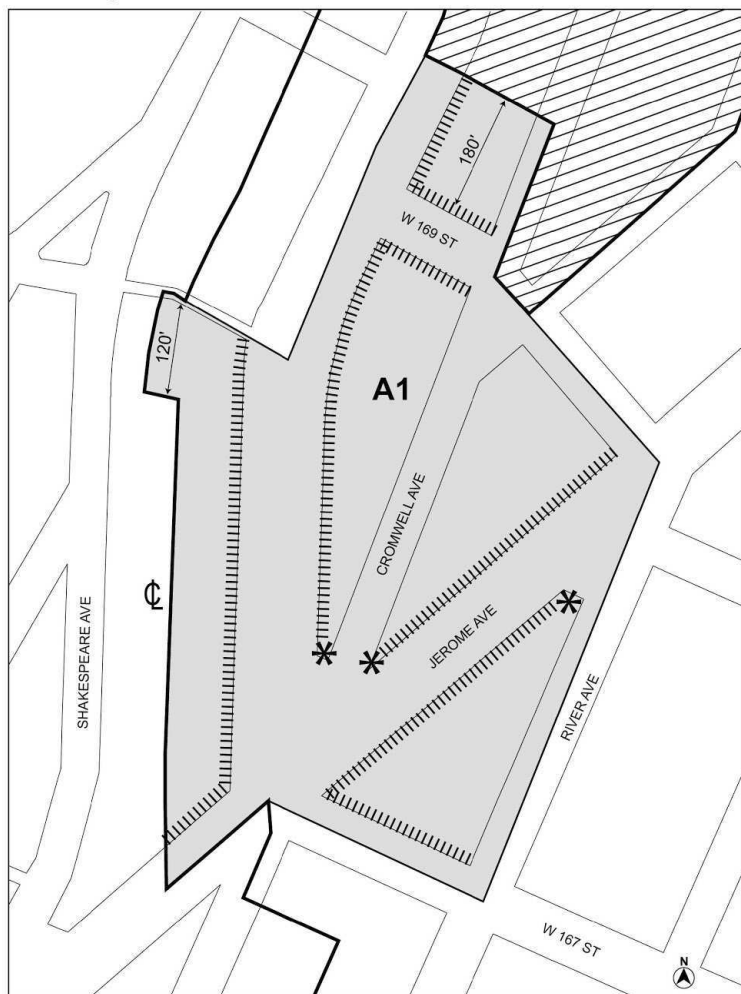 180'
W 169 ST
120'
A1
CROMWELL AVE
℄
JEROME AVE
SHAKESPEARE AVE
RIVER AVE
W 167 ST
N